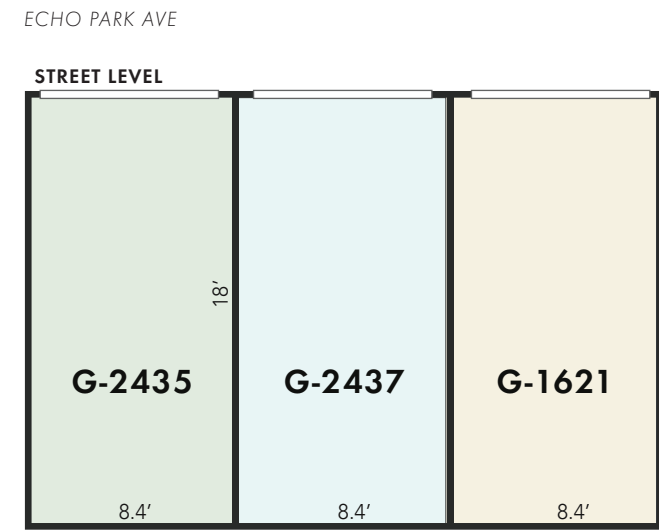 ECHO PARK AVE
STREET LEVEL
18’
G-2435
G-2437
G-1621
8.4’
8.4’
8.4’